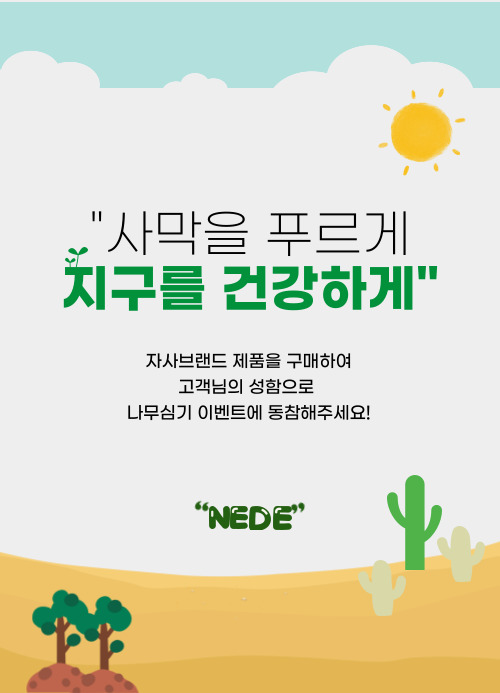 "사막을 푸르게
지구를 건강하게"
자사브랜드 제품을 구매하여
고객님의 성함으로
나무심기 이벤트에 동참해주세요!
“NEDE”